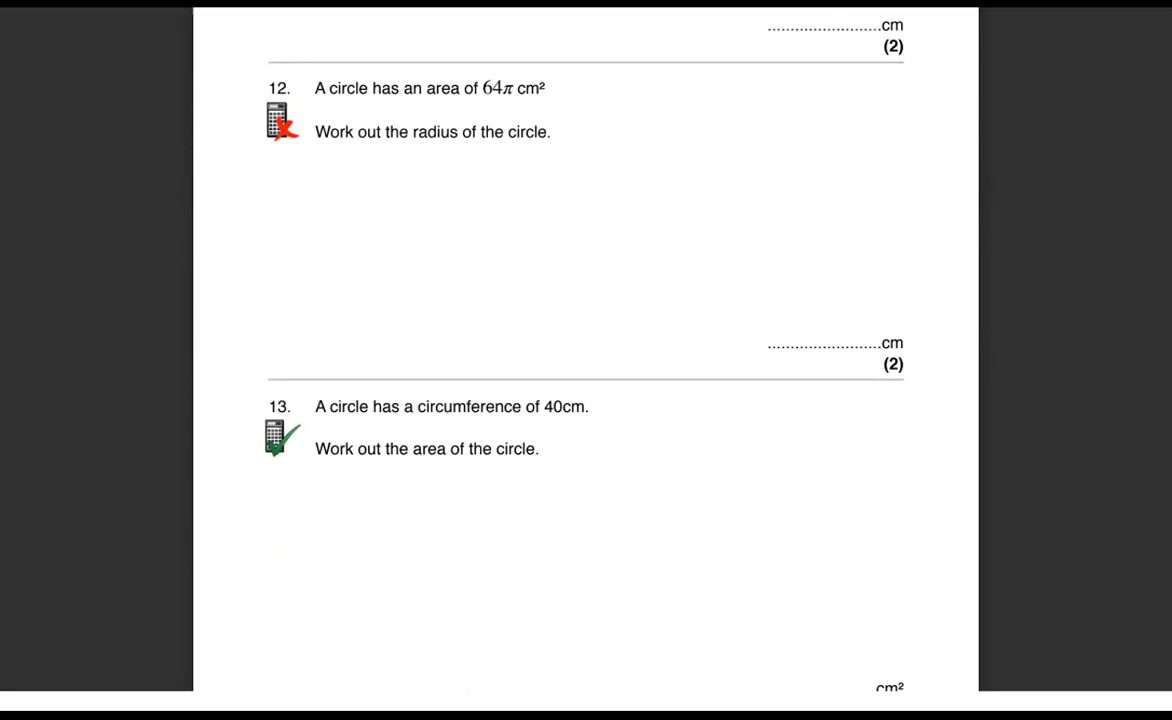 .........................cm
(2)
12. A circle has an area of 64π cm²
Work out the radius of the circle.
.........................cm
(2)
13. A circle has a circumference of 40cm.
Work out the area of the circle.
cm²